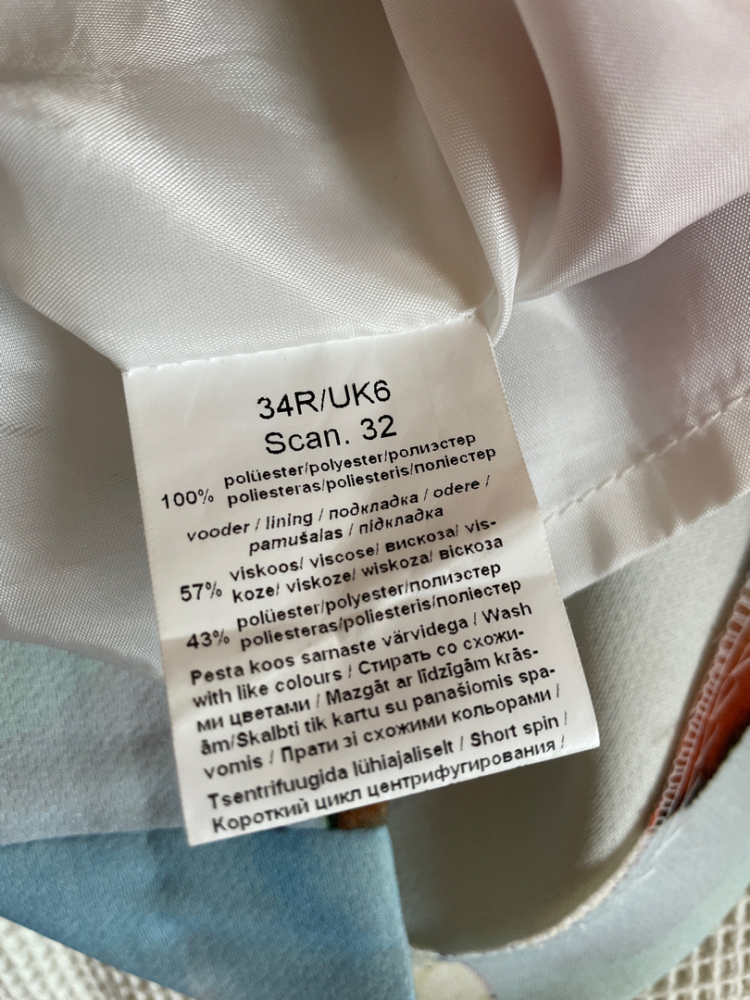 34R/UK6
Scan. 32
100% polüester/polyester/полиэстер
poliesteras/poliesteris/поліестер
vooder / lining / подкладка / odere /
pamušalas / підкладка
57% viskoos/ viscose/ вискоза/ vis-
koze/ viskoze/ wiskoza/ віскоза
43% polüester/polyester/полиэстер
poliesteras/poliesteris/поліестер
Pesta koos sarnaste värvidega / Wash
with like colours / Стирать со схожи-
ми цветами / Mazgāt ar līdzīgām krās-
ām/Skalbti tik kartu su panašiomis spa-
vomis / Прати зі схожими кольорами /
Tsentrifuugida lühiajaliselt / Short spin /
Короткий цикл центрифугирования /